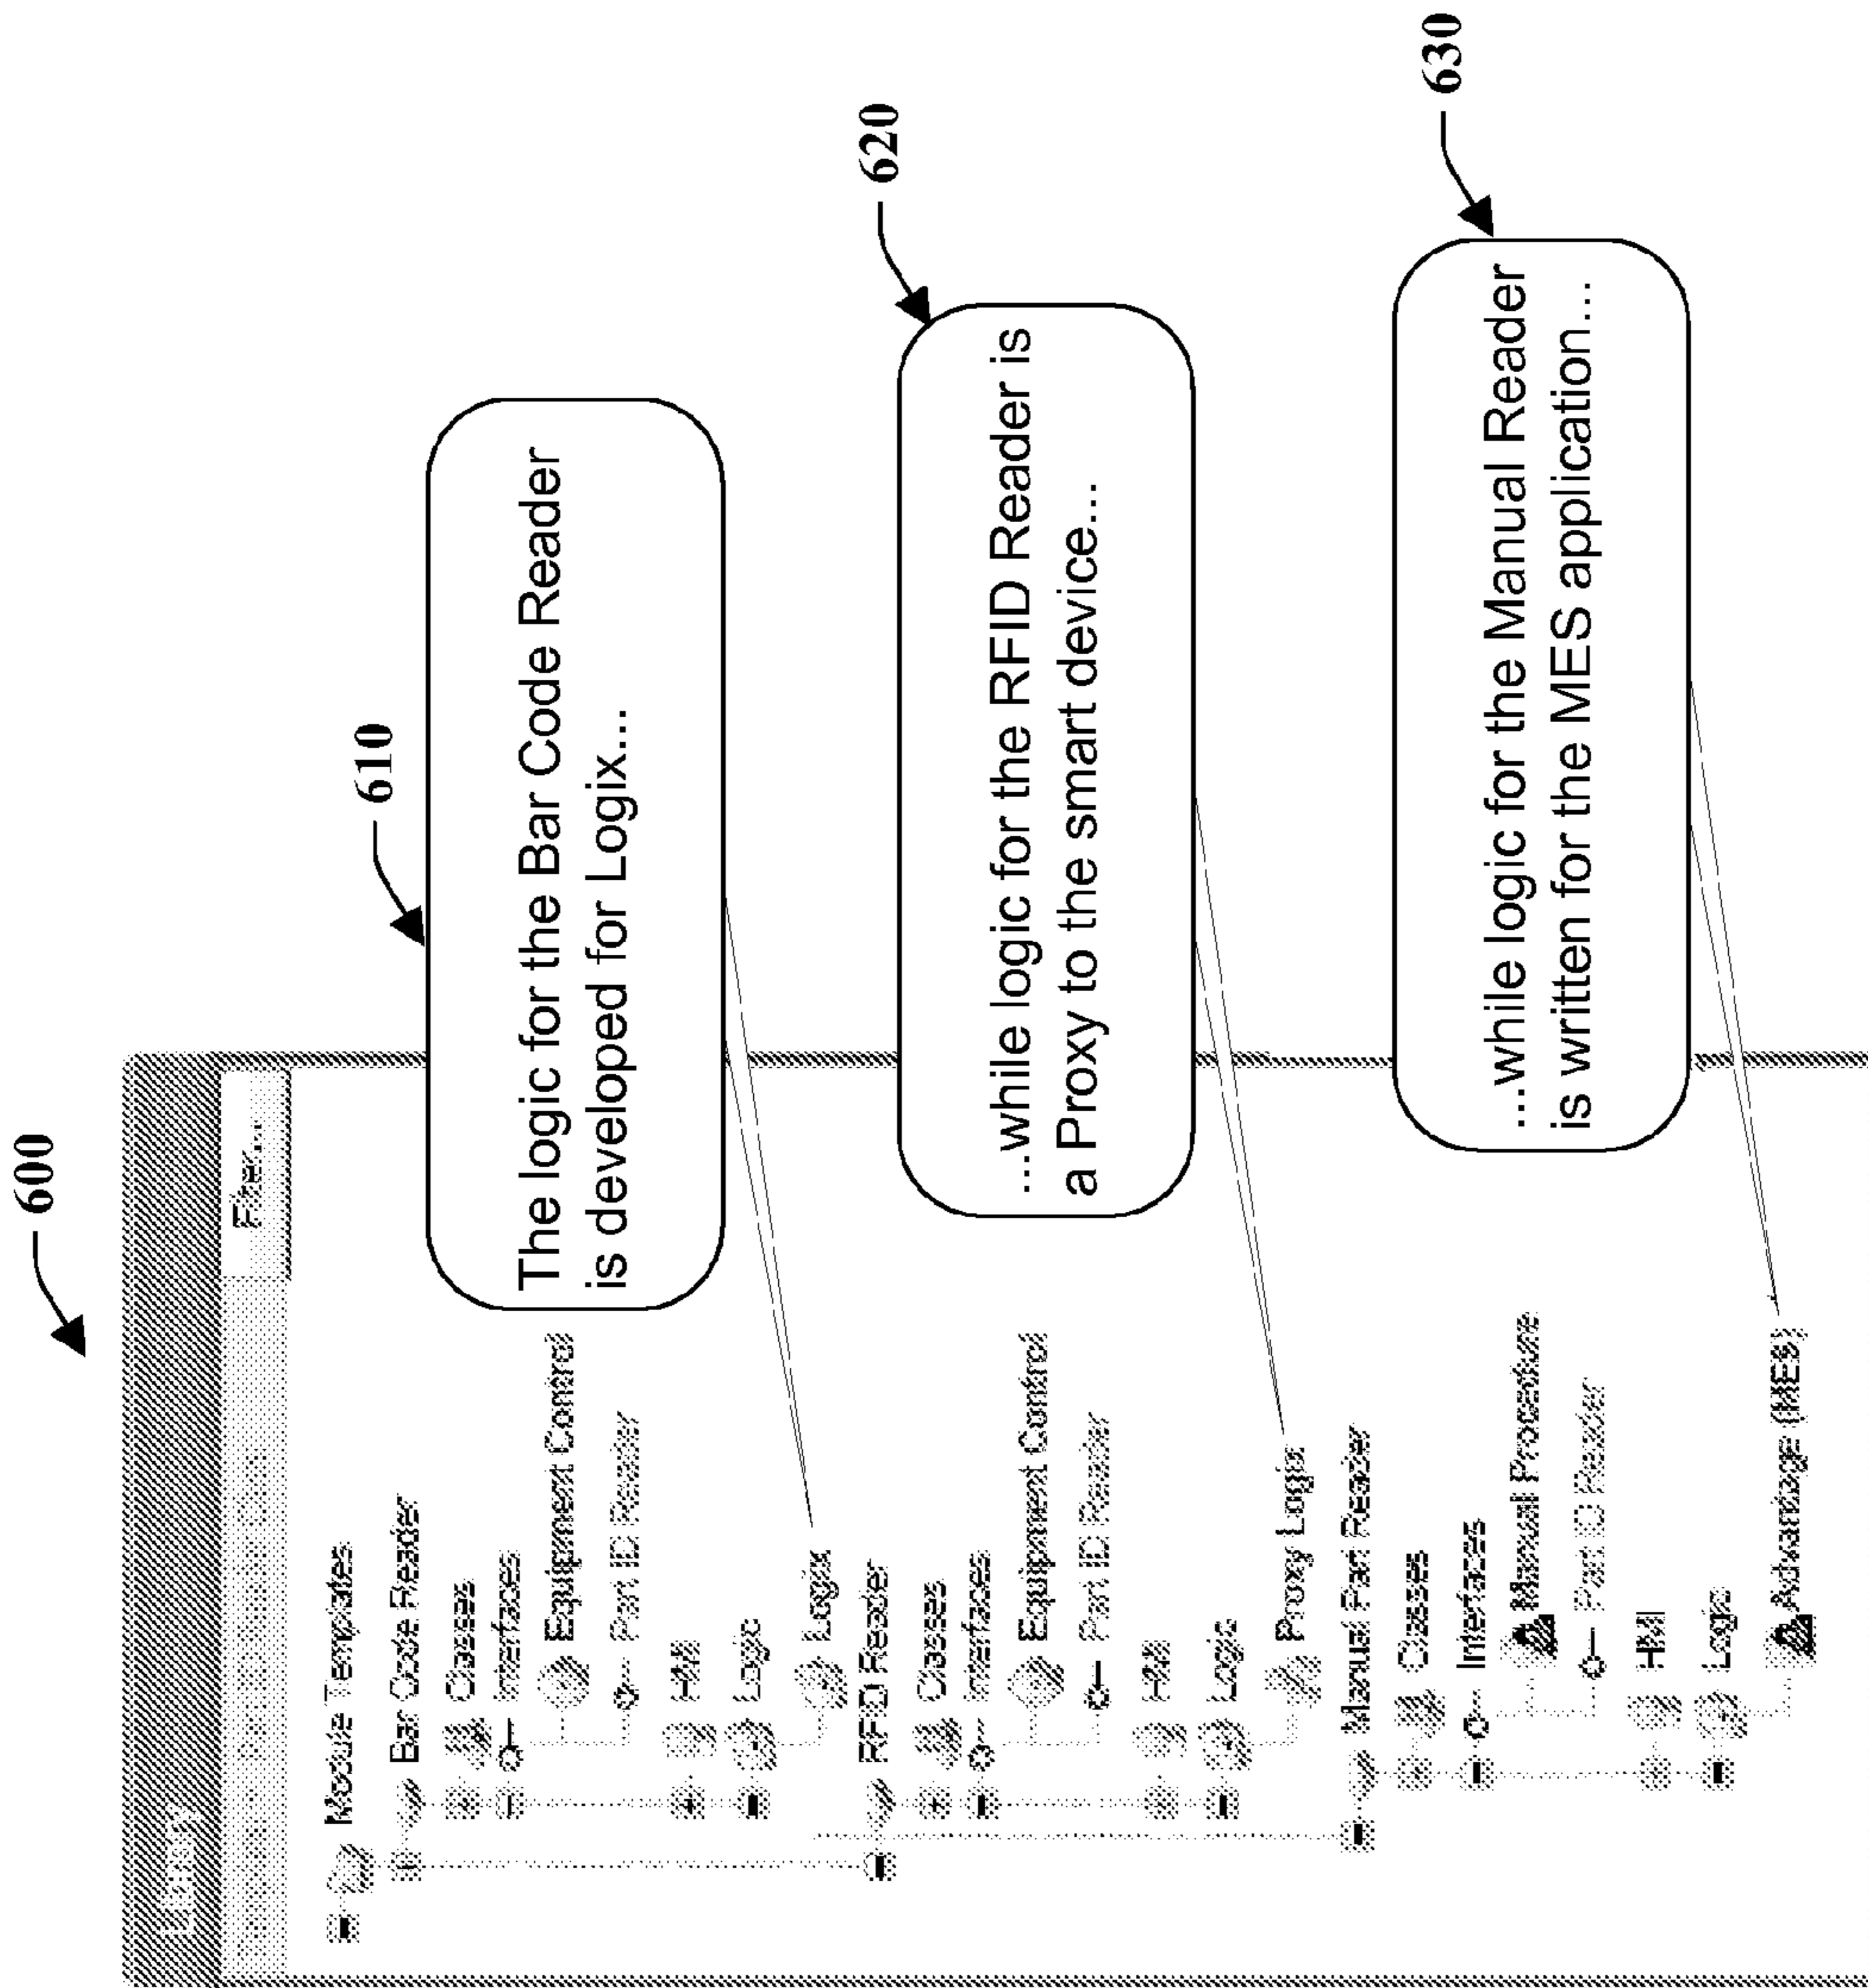 600
Library
Filter...
Module Templates
Bar Code Reader
Classes
Interfaces
Equipment Control
Part ID Reader
HMI
Logic
Logix
RFID Reader
Classes
Interfaces
Equipment Control
Part ID Reader
HMI
Logic
Proxy Logix
Manual Part Reader
Classes
Interfaces
Manual Procedure
Part ID Reader
HMI
Logic
Advantage (MES)
610
The logic for the Bar Code Reader
is developed for Logix...
620
...while logic for the RFID Reader is
a Proxy to the smart device...
630
...while logic for the Manual Reader
is written for the MES application...